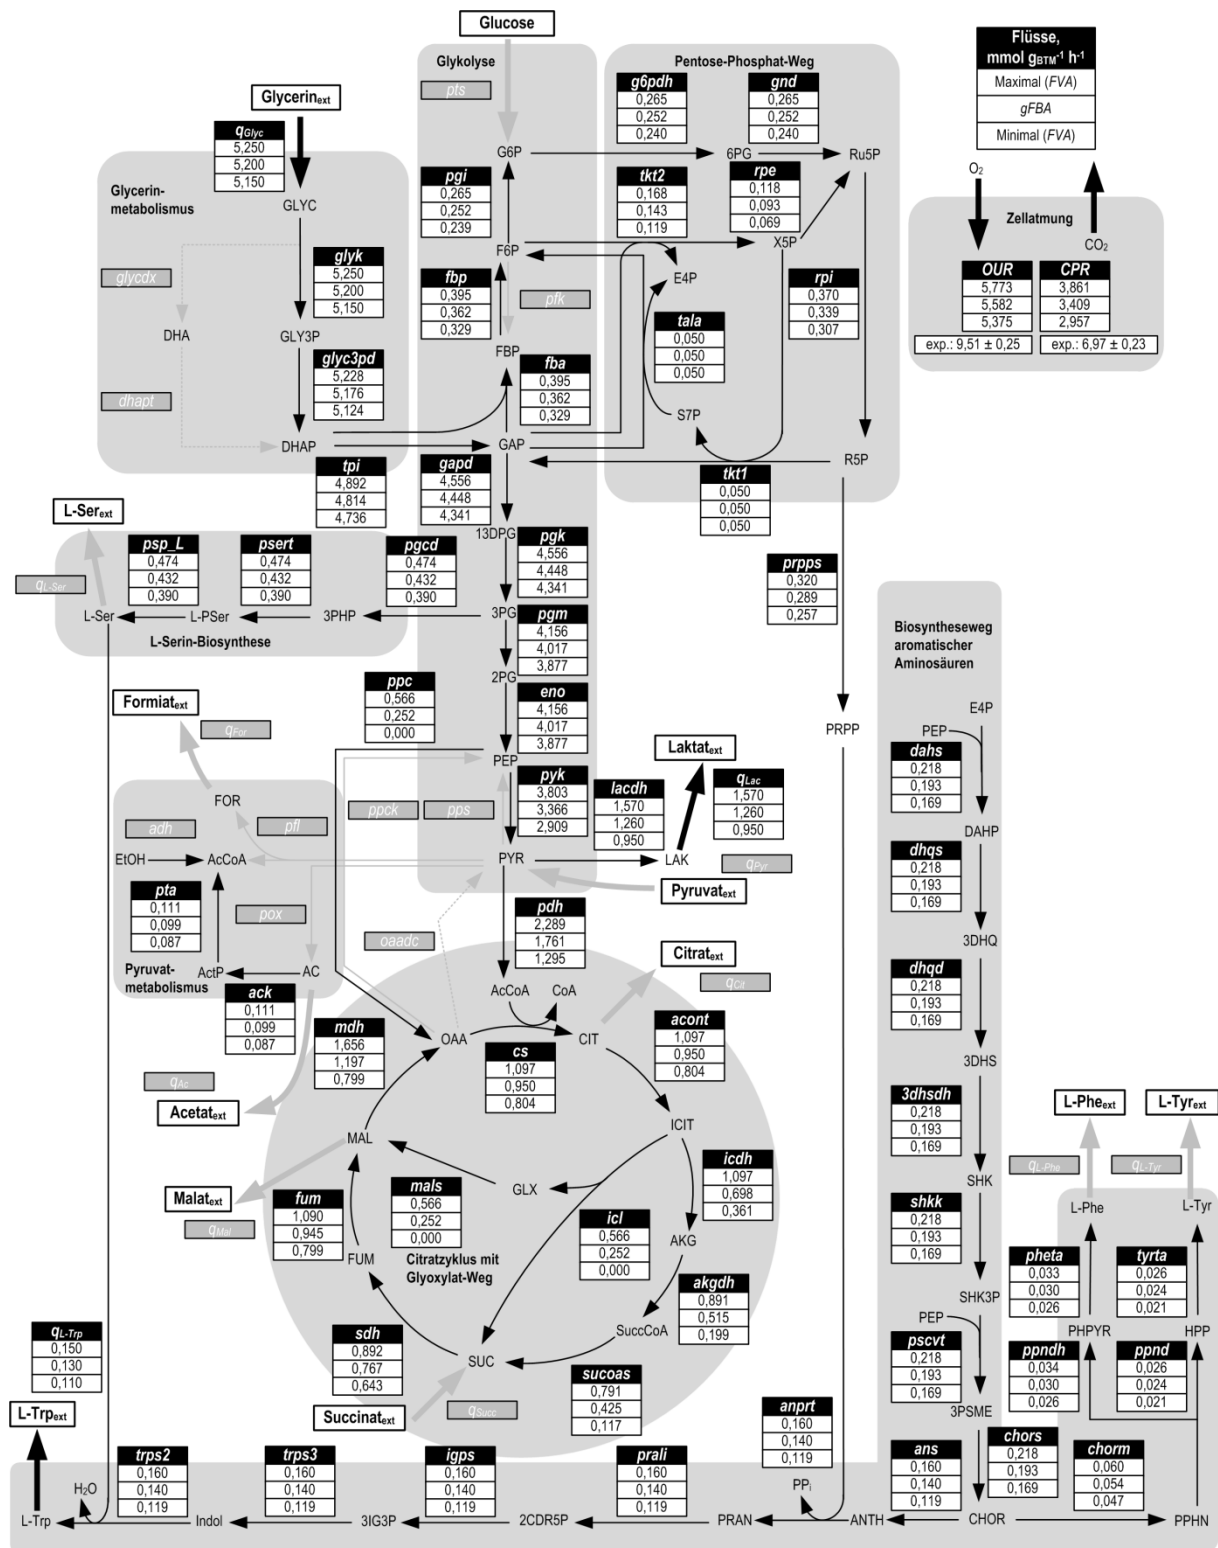 Glucose
Flüsse,
mmol gBTM⁻¹ h⁻¹
Maximal (FVA)
gFBA
Minimal (FVA)
Glykolyse
Pentose-Phosphat-Weg
pts
g6pdh
0,265
0,252
0,240
gnd
0,265
0,252
0,240
Glycerinext
qGlyc
5,250
5,200
5,150
G6P
6PG
Ru5P
O2
Glycerin-
metabolismus
GLYC
pgi
0,265
0,252
0,239
tkt2
0,168
0,143
0,119
rpe
0,118
0,093
0,069
Zellatmung
CO2
F6P
X5P
glycdx
glyk
5,250
5,200
5,150
fbp
0,395
0,362
0,329
pfk
E4P
rpi
0,370
0,339
0,307
OUR
5,773
5,582
5,375
exp.: 9,51 ± 0,25
CPR
3,861
3,409
2,957
exp.: 6,97 ± 0,23
DHA
GLY3P
FBP
tala
0,050
0,050
0,050
glyc3pd
5,228
5,176
5,124
fba
0,395
0,362
0,329
dhapt
S7P
DHAP
GAP
R5P
tpi
4,892
4,814
4,736
gapd
4,556
4,448
4,341
tkt1
0,050
0,050
0,050
L-Serext
13DPG
psp_L
0,474
0,432
0,390
psert
0,474
0,432
0,390
pgcd
0,474
0,432
0,390
pgk
4,556
4,448
4,341
prpps
0,320
0,289
0,257
qL-Ser
L-Ser
L-PSer
3PHP
3PG
L-Serin-Biosynthese
pgm
4,156
4,017
3,877
Biosyntheseweg
aromatischer
Aminosäuren
2PG
ppc
0,566
0,252
0,000
eno
4,156
4,017
3,877
Formiatext
qFor
E4P
PEP
PRPP
PEP
Laktatext
dahs
0,218
0,193
0,169
pyk
3,803
3,366
2,909
lacdh
1,570
1,260
0,950
qLac
1,570
1,260
0,950
FOR
ppck
pps
adh
pfl
DAHP
EtOH
AcCoA
PYR
LAK
qPyr
dhqs
0,218
0,193
0,169
pta
0,111
0,099
0,087
pox
Pyruvatext
pdh
2,289
1,761
1,295
oaadc
3DHQ
Citratext
qCit
Pyruvat-
metabolismus
ActP
AC
dhqd
0,218
0,193
0,169
ack
0,111
0,099
0,087
AcCoA
CoA
mdh
1,656
1,197
0,799
OAA
CIT
acont
1,097
0,950
0,804
cs
1,097
0,950
0,804
3DHS
qAc
Acetatext
3dhsdh
0,218
0,193
0,169
L-Pheext
L-Tyrext
MAL
ICIT
icdh
1,097
0,698
0,361
qL-Phe
qL-Tyr
Malatext
qMal
fum
1,090
0,945
0,799
mals
0,566
0,252
0,000
GLX
SHK
icl
0,566
0,252
0,000
shkk
0,218
0,193
0,169
L-Phe
L-Tyr
AKG
FUM
Citratzyklus mit
Glyoxylat-Weg
pheta
0,033
0,030
0,026
tyrta
0,026
0,024
0,021
akgdh
0,891
0,515
0,199
SHK3P
PEP
sdh
0,892
0,767
0,643
SuccCoA
PHPYR
HPP
qL-Trp
0,150
0,130
0,110
SUC
pscvt
0,218
0,193
0,169
ppndh
0,034
0,030
0,026
ppnd
0,026
0,024
0,021
sucoas
0,791
0,425
0,117
Succinatext
qSucc
L-Trpext
anprt
0,160
0,140
0,119
3PSME
trps2
0,160
0,140
0,119
trps3
0,160
0,140
0,119
igps
0,160
0,140
0,119
prali
0,160
0,140
0,119
ans
0,160
0,140
0,119
chors
0,218
0,193
0,169
chorm
0,060
0,054
0,047
H2O
PPi
L-Trp
Indol
3IG3P
2CDR5P
PRAN
ANTH
CHOR
PPHN